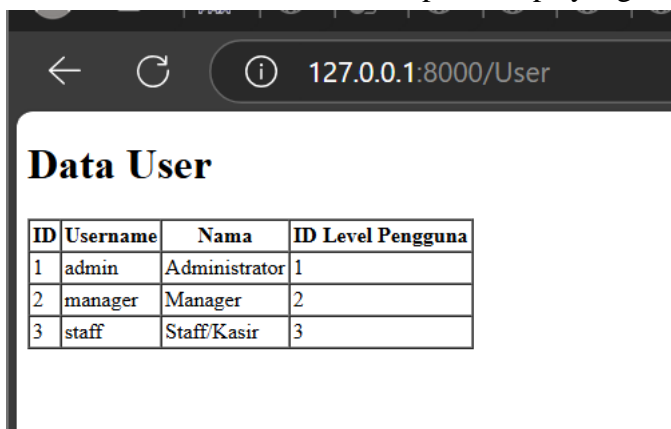 127.0.0.1:8000/User
Data User
ID Username Nama ID Level Pengguna
1 admin Administrator 1
2 manager Manager 2
3 staff Staff/Kasir 3